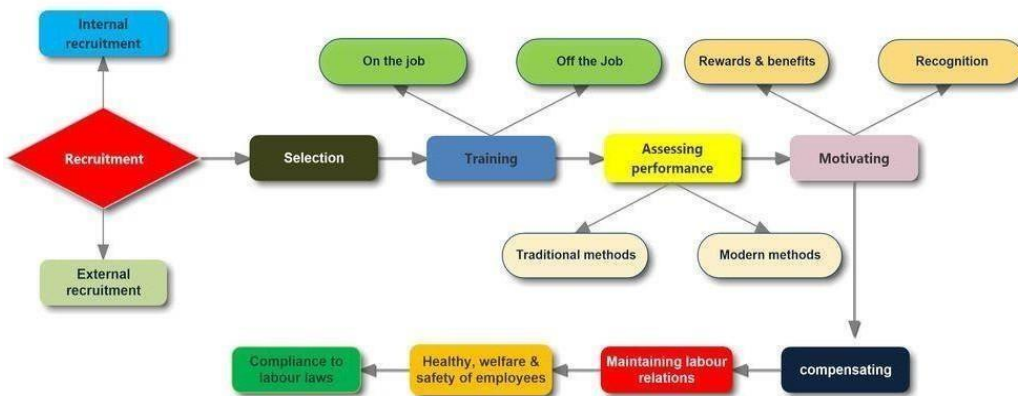 Internal
recruitment
On the job
Off the Job
Rewards & benefits
Recognition
Recruitment
Selection
Training
Assessing
performance
Motivating
Traditional methods
Modern methods
External
recruitment
Compliance to
labour laws
Healthy, welfare &
safety of employees
Maintaining labour
relations
compensating